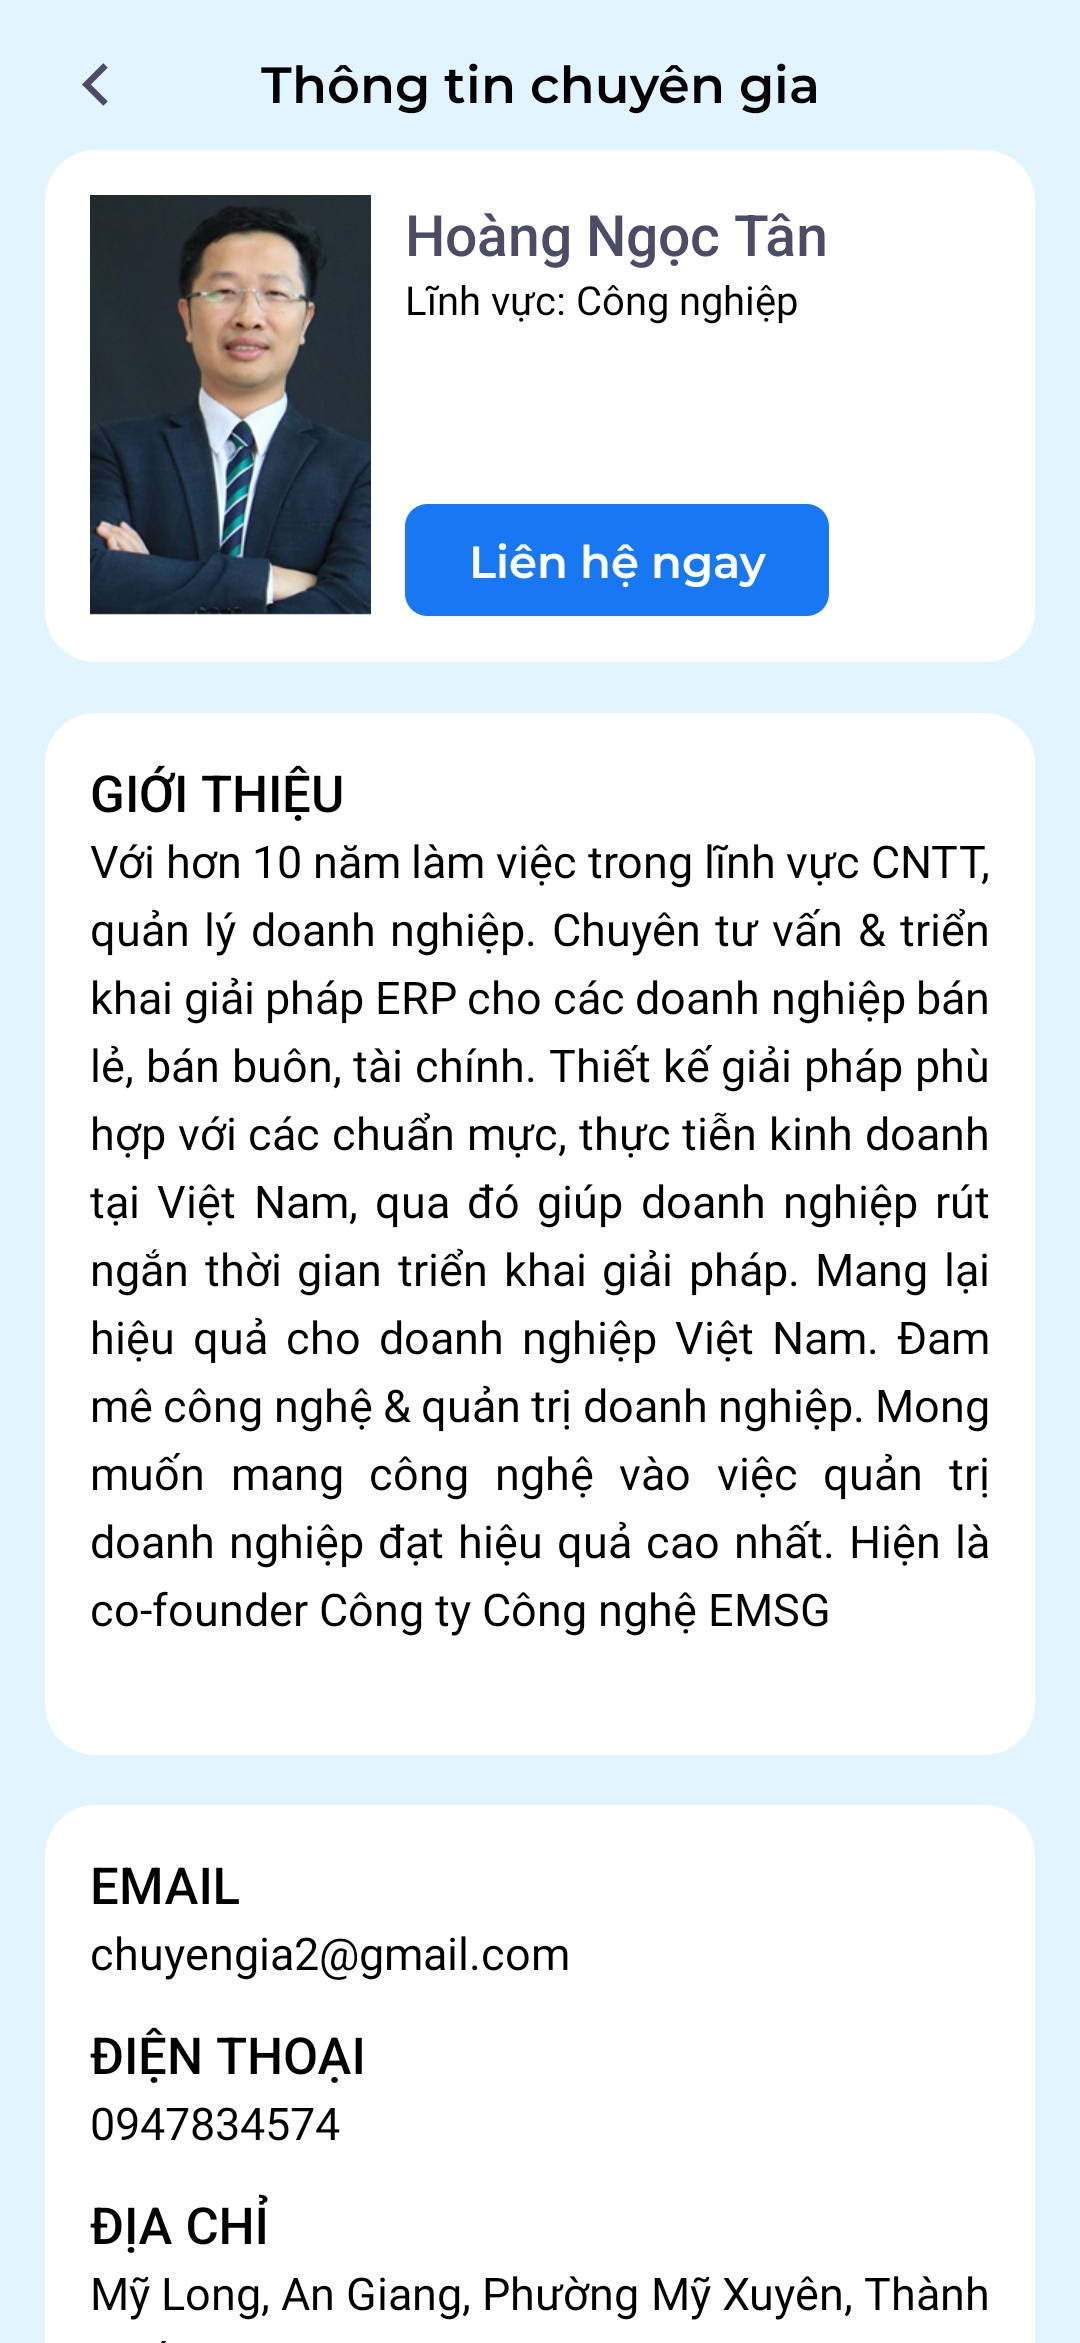 Thông tin chuyên gia
Hoàng Ngọc Tân
Lĩnh vực: Công nghiệp
Liên hệ ngay
GIỚI THIỆU
Với hơn 10 năm làm việc trong lĩnh vực CNTT,
quản lý doanh nghiệp. Chuyên tư vấn & triển
khai giải pháp ERP cho các doanh nghiệp bán
lẻ, bán buôn, tài chính. Thiết kế giải pháp phù
hợp với các chuẩn mực, thực tiễn kinh doanh
tại Việt Nam, qua đó giúp doanh nghiệp rút
ngắn thời gian triển khai giải pháp. Mang lại
hiệu quả cho doanh nghiệp Việt Nam. Đam
mê công nghệ & quản trị doanh nghiệp. Mong
muốn mang công nghệ vào việc quản trị
doanh nghiệp đạt hiệu quả cao nhất. Hiện là
co-founder Công ty Công nghệ EMSG
EMAIL
chuyengia2@gmail.com
ĐIỆN THOẠI
0947834574
ĐỊA CHỈ
Mỹ Long, An Giang, Phường Mỹ Xuyên, Thành